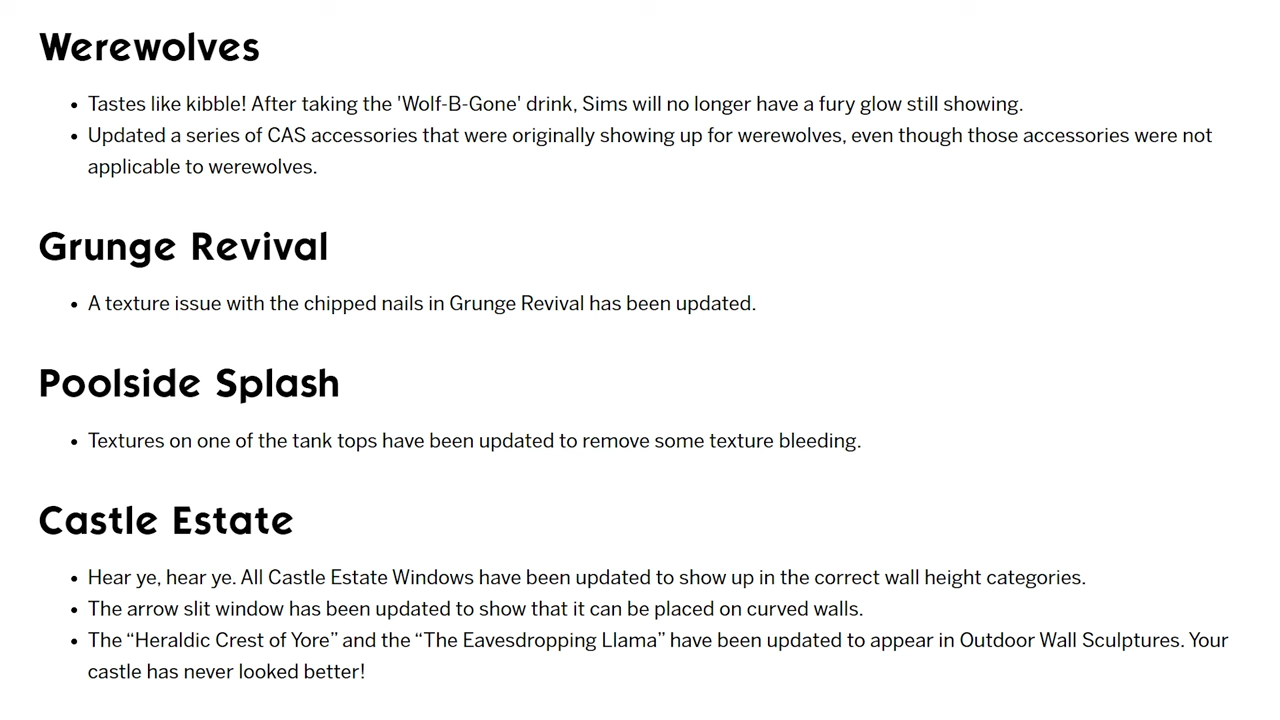 Werewolves
• Tastes like kibble! After taking the 'Wolf-B-Gone' drink, Sims will no longer have a fury glow still showing.
• Updated a series of CAS accessories that were originally showing up for werewolves, even though those accessories were not
applicable to werewolves.
Grunge Revival
• A texture issue with the chipped nails in Grunge Revival has been updated.
Poolside Splash
• Textures on one of the tank tops have been updated to remove some texture bleeding.
Castle Estate
• Hear ye, hear ye. All Castle Estate Windows have been updated to show up in the correct wall height categories.
• The arrow slit window has been updated to show that it can be placed on curved walls.
• The “Heraldic Crest of Yore” and the “The Eavesdropping Llama” have been updated to appear in Outdoor Wall Sculptures. Your
castle has never looked better!